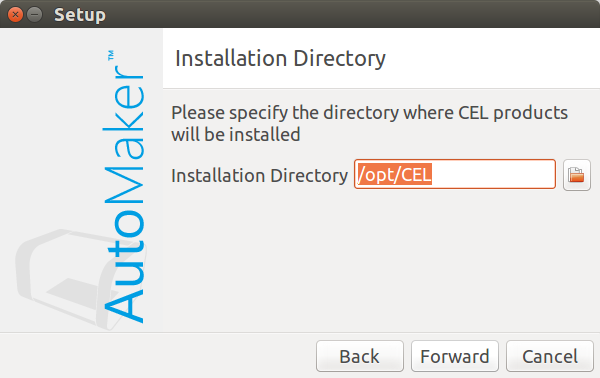 Setup
AutoMaker™
Installation Directory
Please specify the directory where CEL products
will be installed
Installation Directory /opt/CEL
Back Forward Cancel